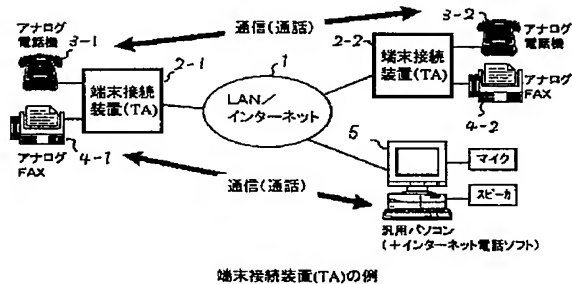 アナログ
電話機
3-1
通信(通話)
3-2
アナログ
電話機
2-1
端末接続
装置(TA)
1
LAN/
インターネット
2-2
端末接続
装置(TA)
アナログ
FAX
4-2
アナログ
FAX
4-1
通信(通話)
5
マイク
スピーカ
汎用パソコン
(+インターネット電話ソフト)
端末接続装置(TA)の例